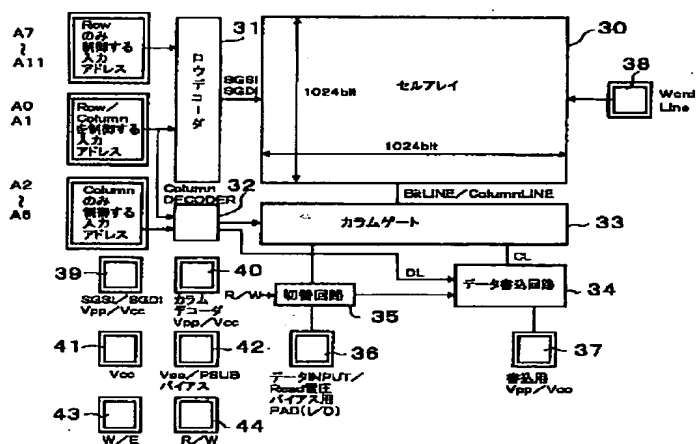 A7
~
A11
Row
のみ
制御する
入力
アドレス
ロウデコーダ
31
SGSI
SGDI
1024bit
1024bit
セルアレイ
30
38
Word
Line
A0
A1
Row/
Columnを
制御する
入力
アドレス
A2
~
A6
Column
のみ
制御する
入力
アドレス
Column
DECODER
32
BitLINE/ColumnLINE
カラムゲート
33
DL
CL
39
SGSI/SGDI
Vpp/Vcc
40
カラム
デコーダ
Vpp/Vcc
R/W
切替回路
35
データ書込回路
34
41
Vcc
42
Vss/PSUB
バイアス
36
データINPUT/
Read電圧
バイアス用
PAD(L/D)
37
書込用
Vpp/Vcc
43
W/E
44
R/W